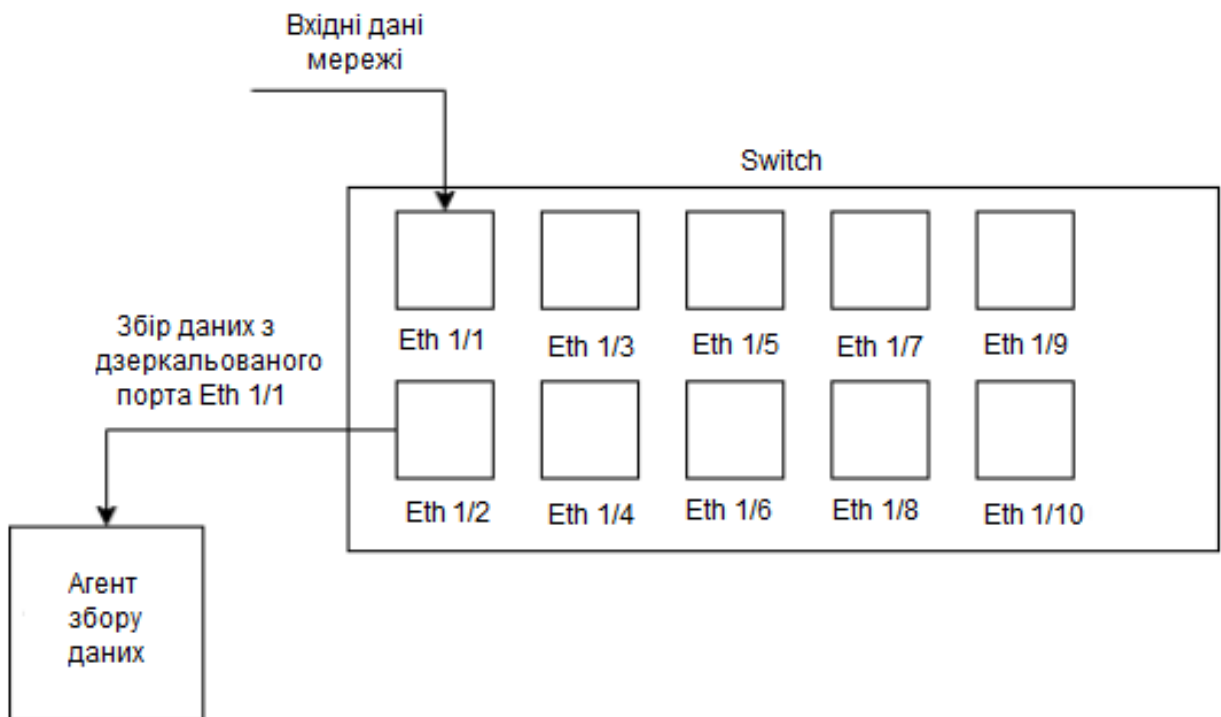 Вхідні дані
мережі
Switch
Eth 1/1
Eth 1/3
Eth 1/5
Eth 1/7
Eth 1/9
Збір даних з
дзеркальованого
порта Eth 1/1
Eth 1/2
Eth 1/4
Eth 1/6
Eth 1/8
Eth 1/10
Агент
збору
даних